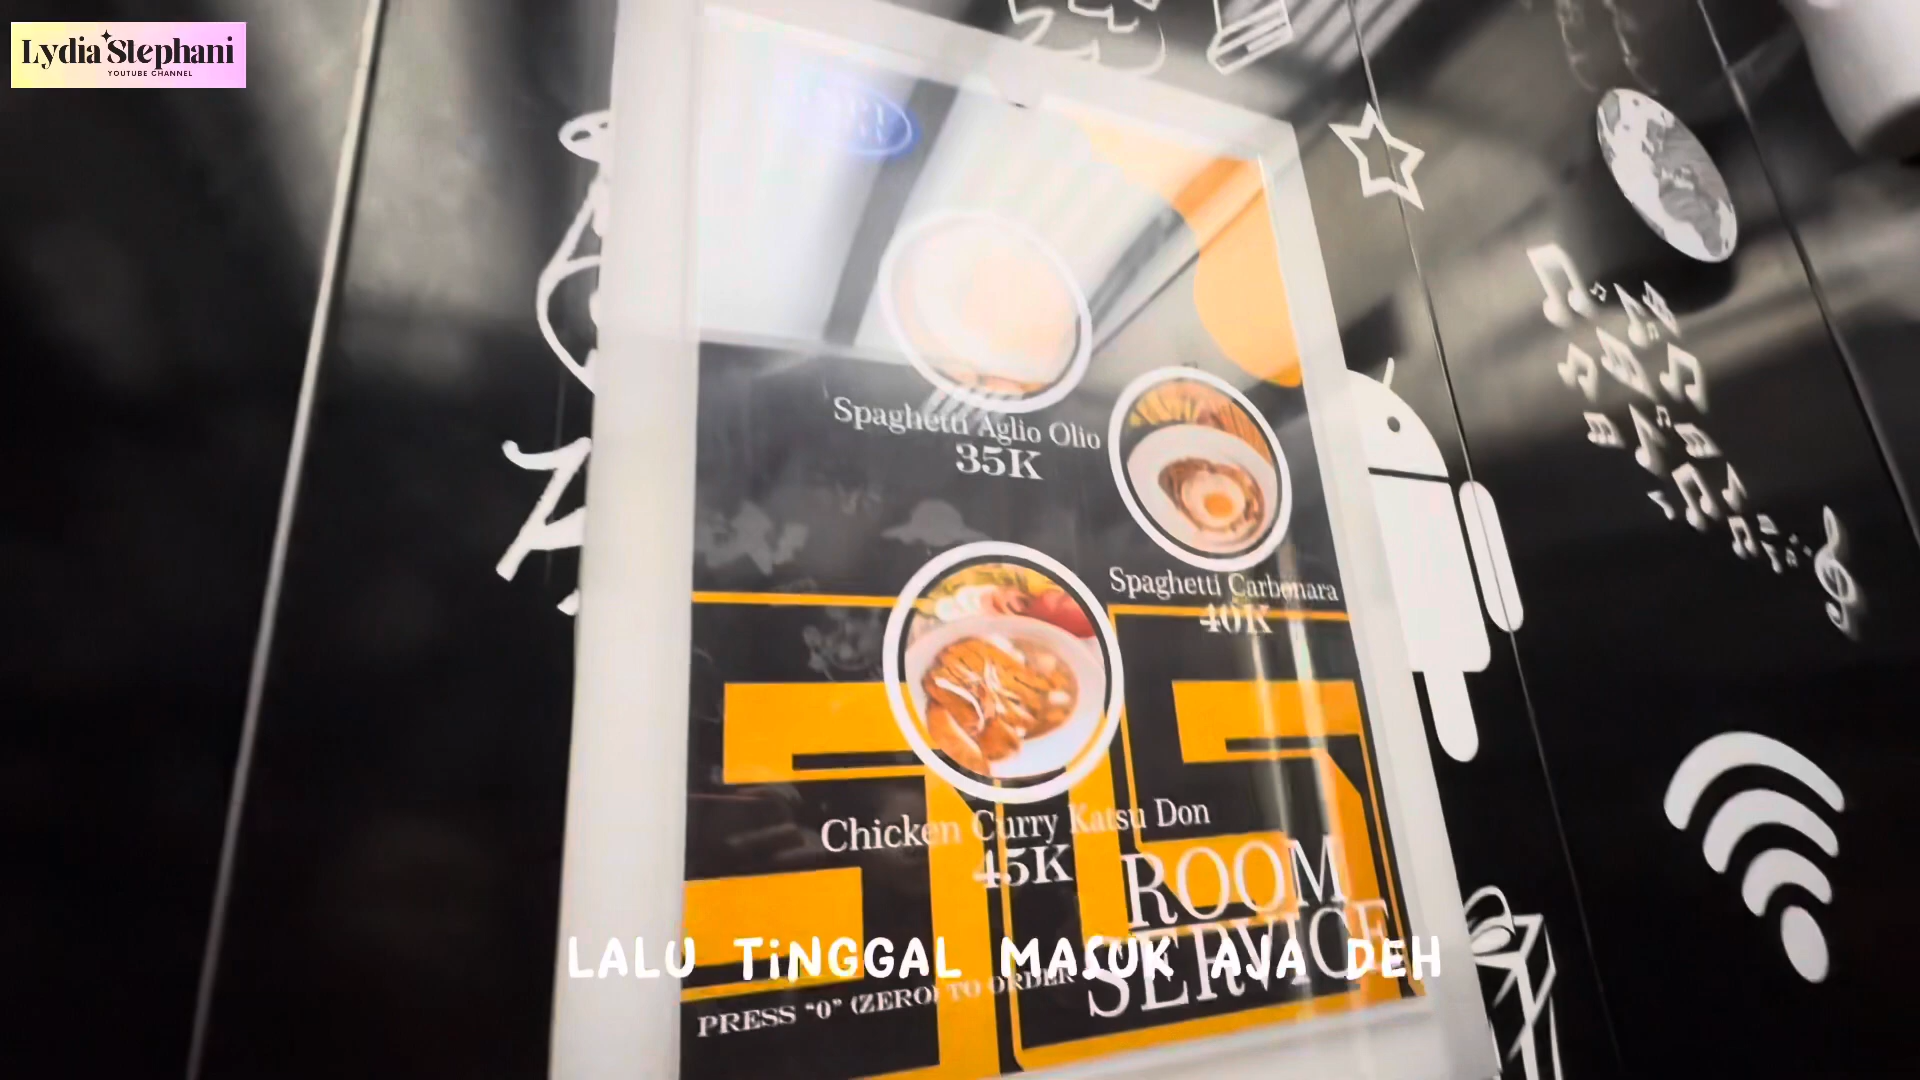 Lydia Stephani
YOUTUBE CHANNEL
Spaghetti Aglio Olio
35K
Spaghetti Carbonara
40K
Chicken Curry Katsu Don
45K
ROOM
SERVICE
LALU TiNGGAL MASUK AJA DEH
PRESS "0" (ZERO) TO ORDER